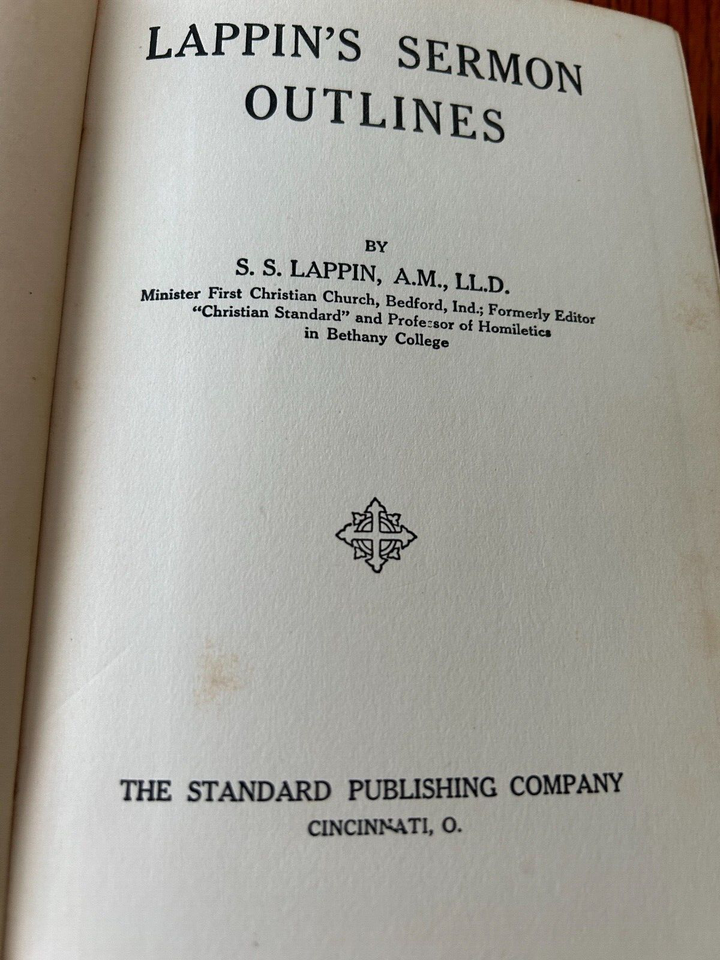 LAPPIN'S SERMON
OUTLINES
BY
S. S. LAPPIN, A.M., LL.D.
Minister First Christian Church, Bedford, Ind.; Formerly Editor
“Christian Standard” and Professor of Homiletics
in Bethany College
THE STANDARD PUBLISHING COMPANY
CINCINNATI, O.